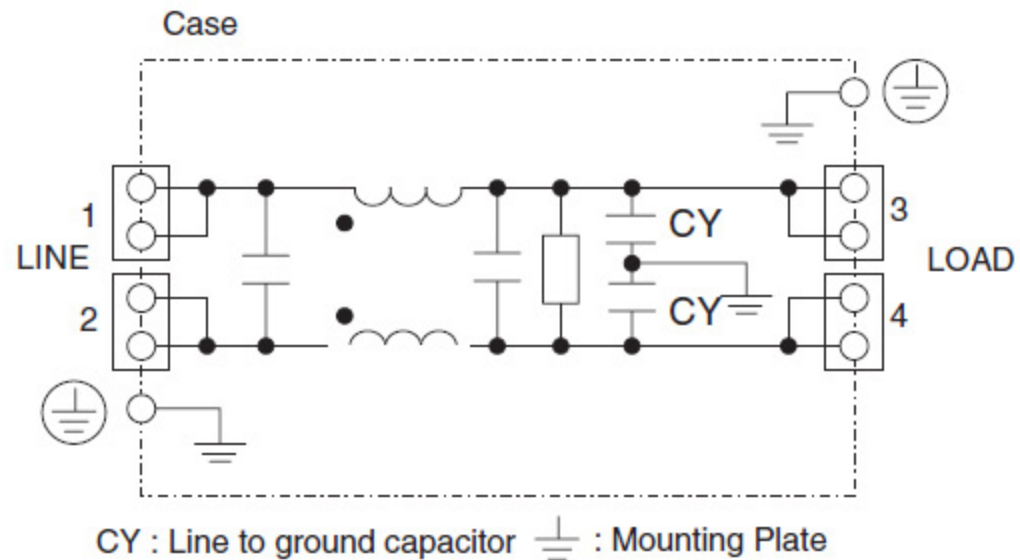 Case
1
LINE
2
CY
CY
3
LOAD
4
CY : Line to ground capacitor : Mounting Plate